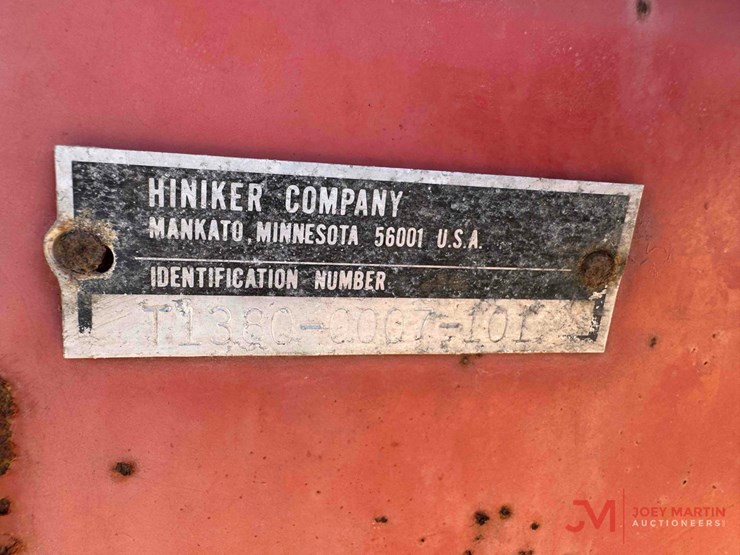 HINIKER COMPANY
MANKATO, MINNESOTA 56001 U.S.A.
IDENTIFICATION NUMBER
JM JOEY MARTIN
AUCTIONEERS